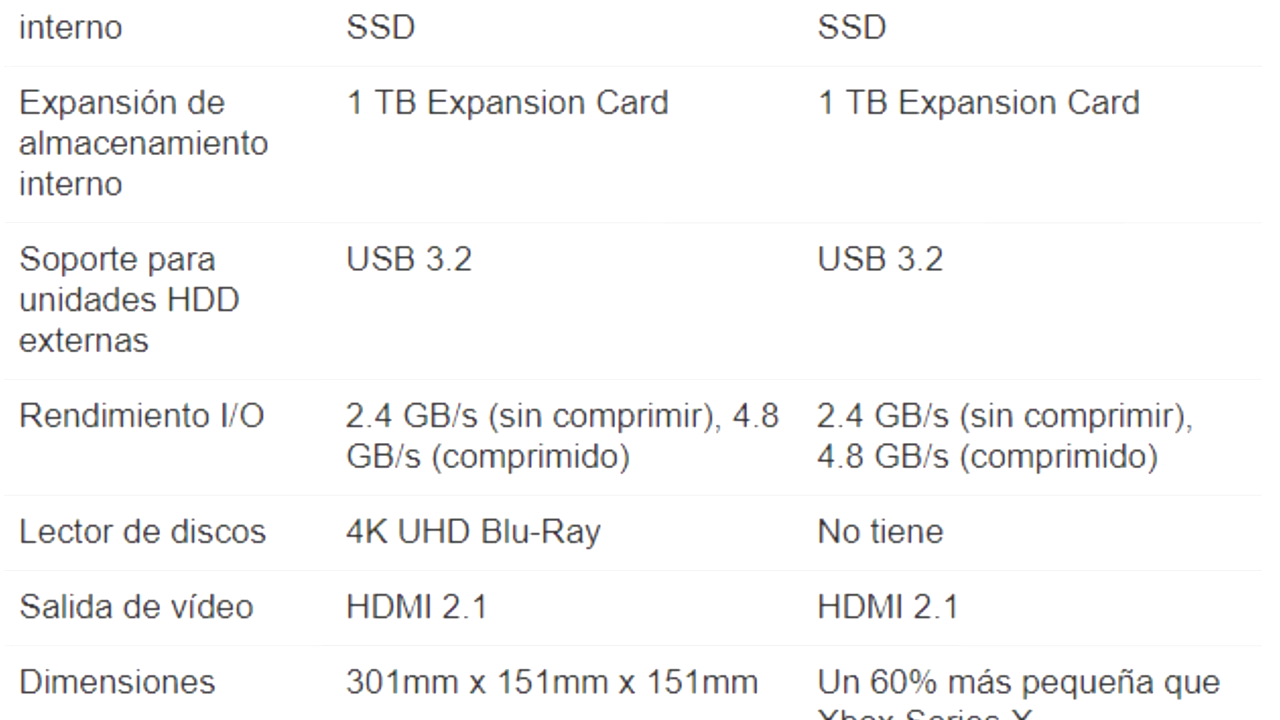 interno SSD SSD
Expansión de 1 TB Expansion Card 1 TB Expansion Card
almacenamiento
interno
Soporte para USB 3.2 USB 3.2
unidades HDD
externas
Rendimiento I/O 2.4 GB/s (sin comprimir), 4.8 2.4 GB/s (sin comprimir),
GB/s (comprimido) 4.8 GB/s (comprimido)
Lector de discos 4K UHD Blu-Ray No tiene
Salida de vídeo HDMI 2.1 HDMI 2.1
Dimensiones 301mm x 151mm x 151mm Un 60% más pequeña que
Xbox Series X